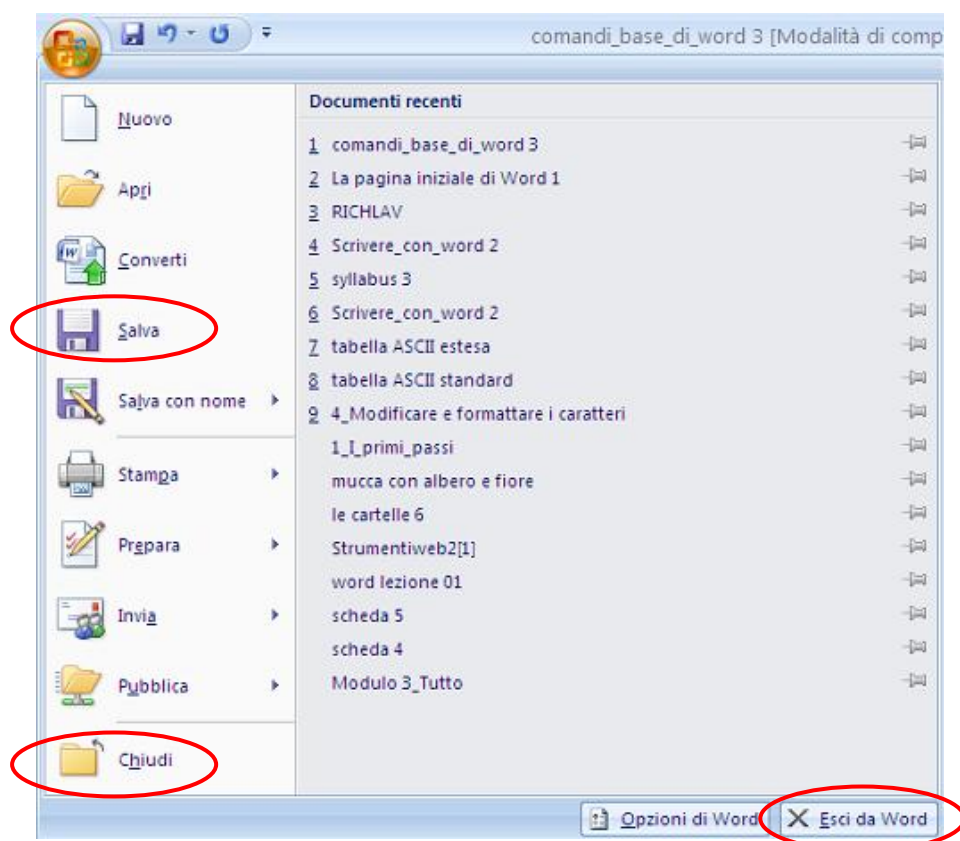 comandi_base_di_word 3 [Modalità di comp
Nuovo
Apri
Converti
Salva
Salva con nome
Stampa
Prepara
Invia
Pubblica
Chiudi
Documenti recenti
1 comandi_base_di_word 3
2 La pagina iniziale di Word 1
3 RICHLAV
4 Scrivere_con_word 2
5 syllabus 3
6 Scrivere_con_word 2
7 tabella ASCII estesa
8 tabella ASCII standard
9 4_Modificare e formattare i caratteri
1_I_primi_passi
mucca con albero e fiore
le cartelle 6
Strumentiweb2[1]
word lezione 01
scheda 5
scheda 4
Modulo 3_Tutto
Opzioni di Word
Esci da Word